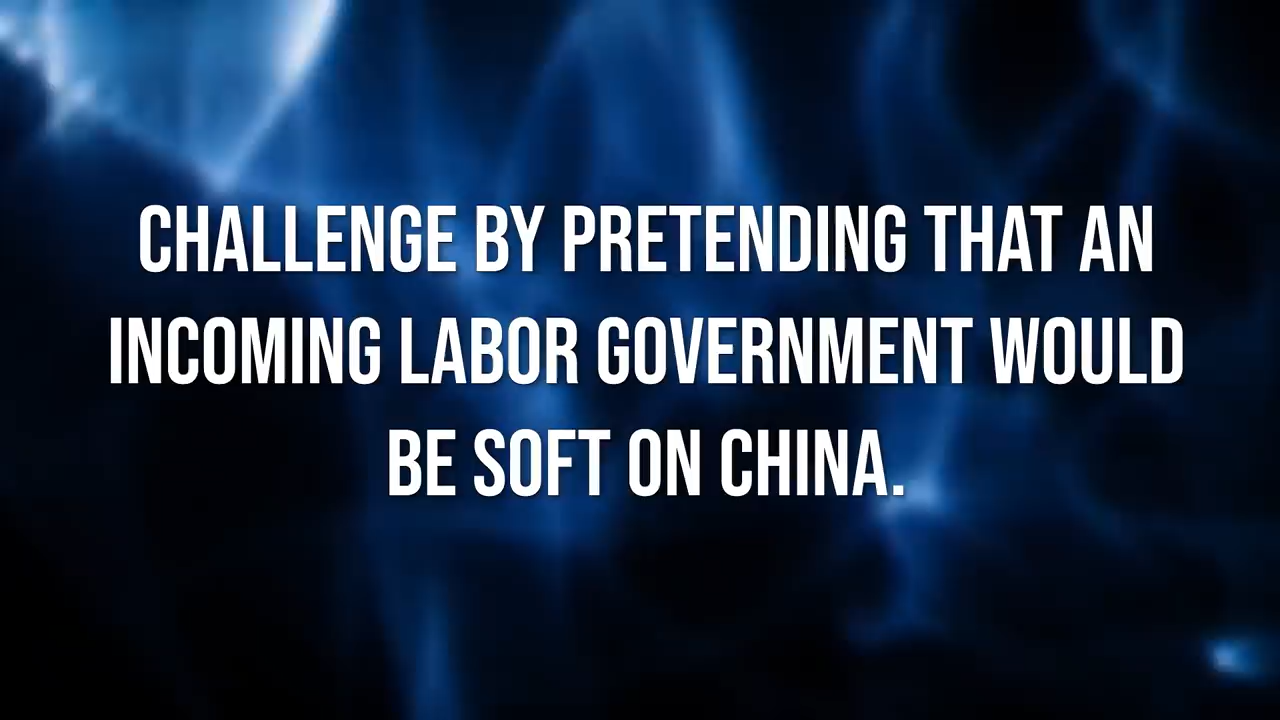 CHALLENGE BY PRETENDING THAT AN
INCOMING LABOR GOVERNMENT WOULD
BE SOFT ON CHINA.